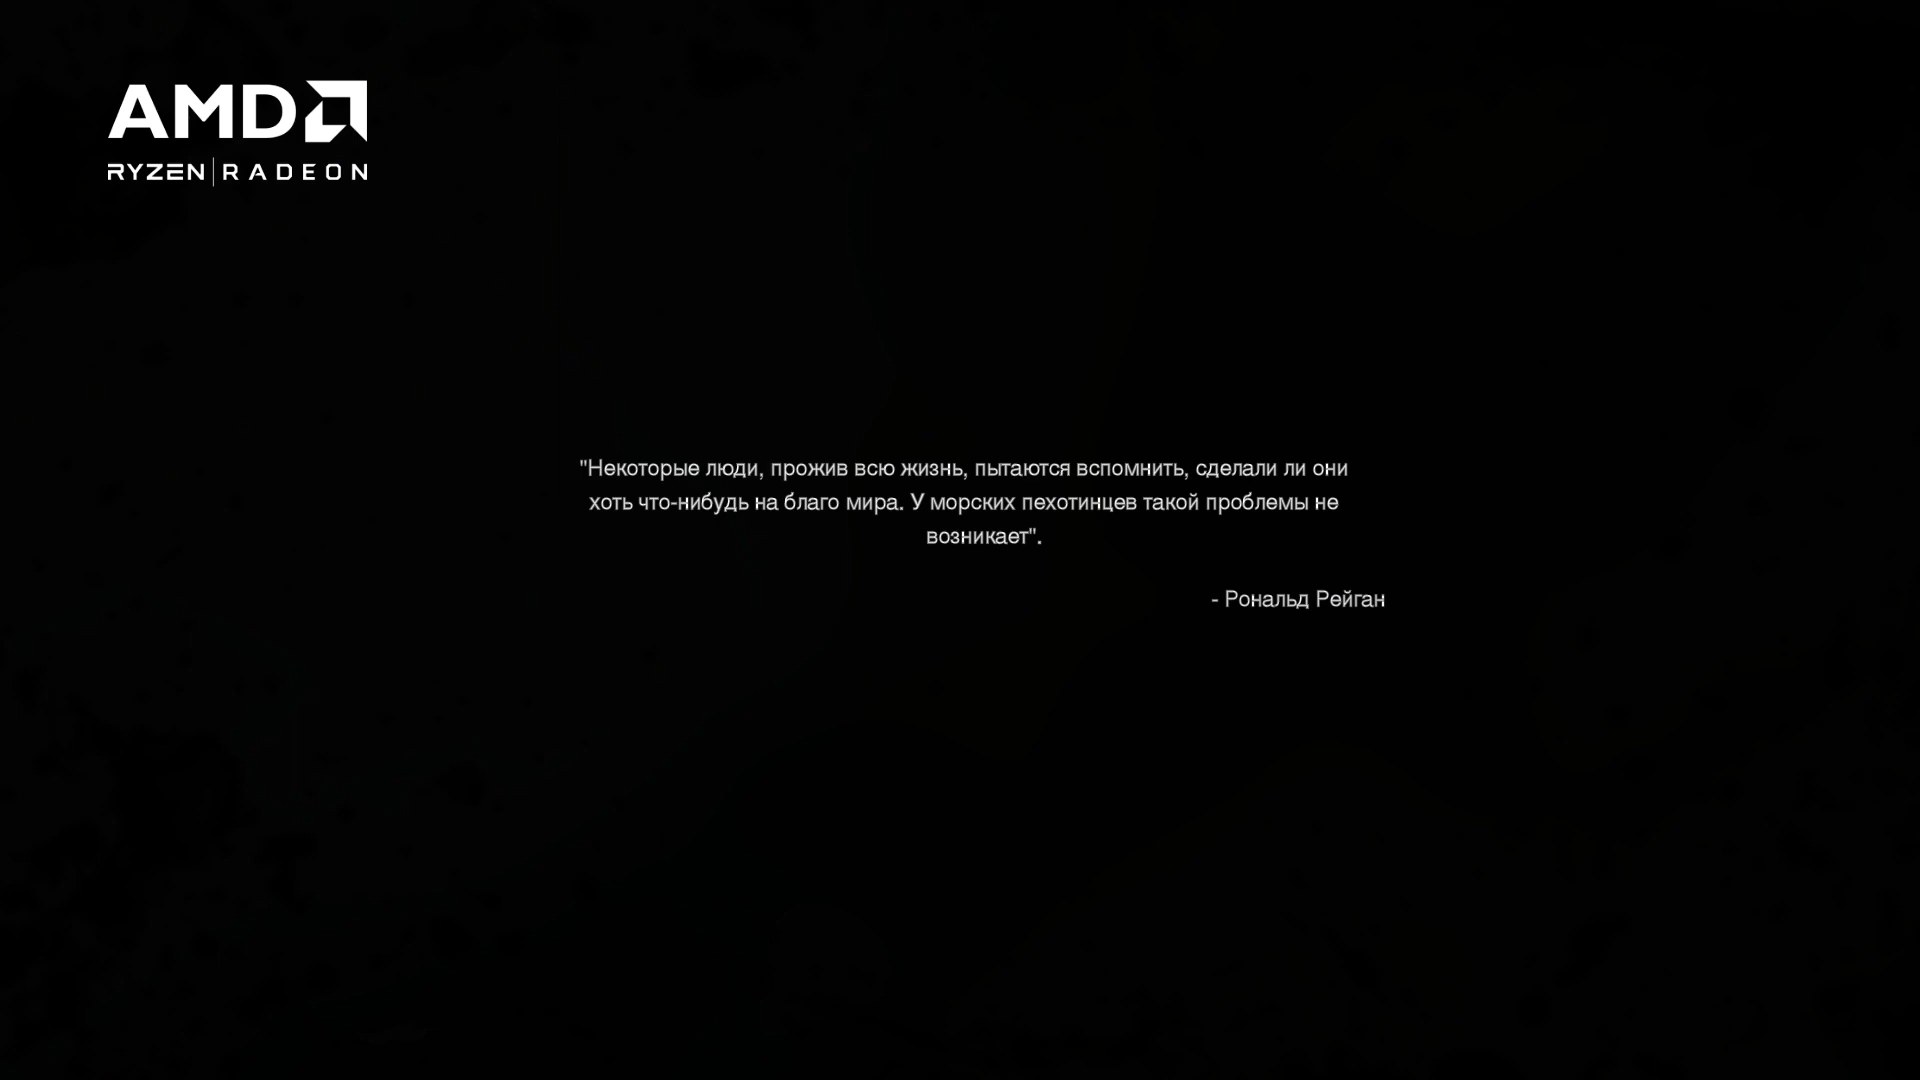 AMD
RYZEN | RADEON
"Некоторые люди, прожив всю жизнь, пытаются вспомнить, сделали ли они
хоть что-нибудь на благо мира. У морских пехотинцев такой проблемы не
возникает".
- Рональд Рейган